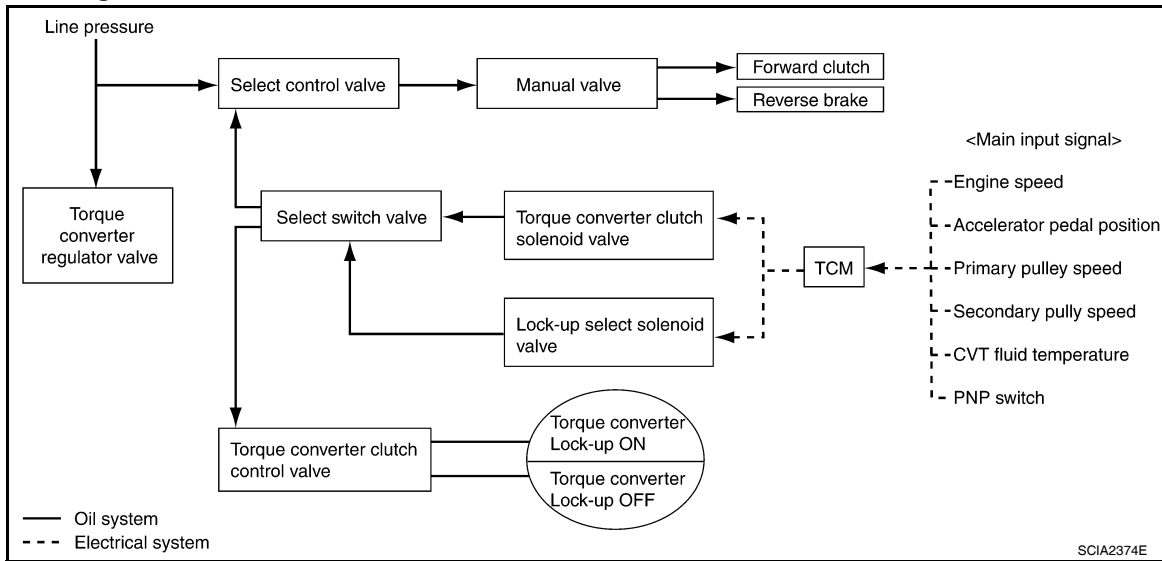 Line pressure
Select control valve
Manual valve
Forward clutch
Reverse brake
<Main input signal>
Torque
converter
regulator valve
Select switch valve
Torque converter clutch
solenoid valve
Lock-up select solenoid
valve
TCM
Engine speed
Accelerator pedal position
Primary pulley speed
Secondary pully speed
CVT fluid temperature
PNP switch
Torque converter clutch
control valve
Torque converter
Lock-up ON
Torque converter
Lock-up OFF
Oil system
Electrical system
SCIA2374E